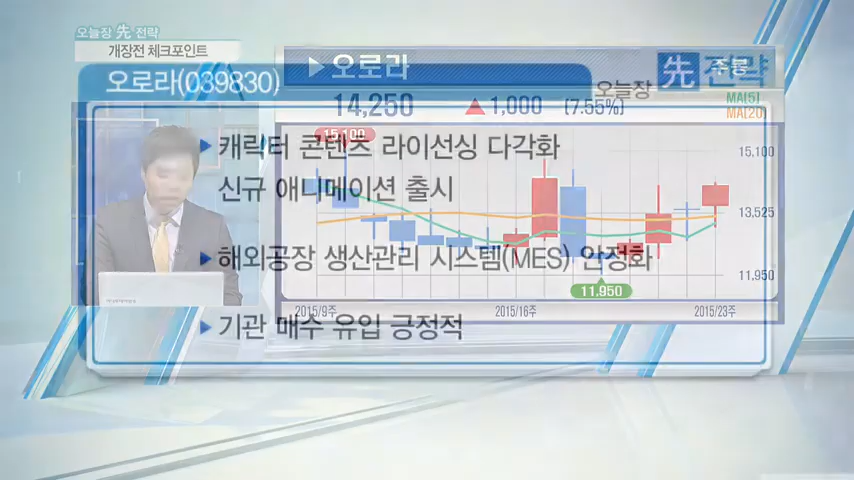 오늘장 先 전략
개장전 체크포인트
오로라(039830)
▶오로라
오늘장 先 전략
주봉
14,250 ▲1,000 (7.55%)
MA[5]
MA[20]
15,100
15,100
▶ 캐릭터 콘텐츠 라이선싱 다각화
신규 애니메이션 출시
13,525
▶ 해외공장 생산관리 시스템(MES) 안정화
11,950
11,950
2015/9주
2015/16주
2015/23주
▶ 기관 매수 유입 긍정적